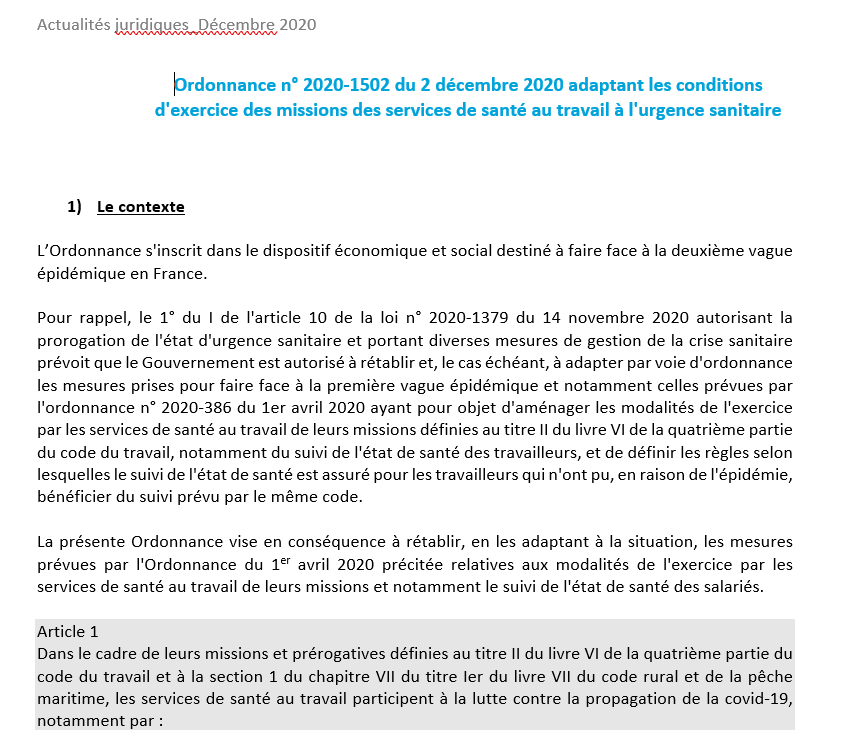 Actualités juridiques_Décembre 2020
Ordonnance n° 2020-1502 du 2 décembre 2020 adaptant les conditions
d'exercice des missions des services de santé au travail à l'urgence sanitaire
1) Le contexte
L’Ordonnance s'inscrit dans le dispositif économique et social destiné à faire face à la deuxième vague
épidémique en France.
Pour rappel, le 1° du I de l'article 10 de la loi n° 2020-1379 du 14 novembre 2020 autorisant la
prorogation de l'état d'urgence sanitaire et portant diverses mesures de gestion de la crise sanitaire
prévoit que le Gouvernement est autorisé à rétablir et, le cas échéant, à adapter par voie d'ordonnance
les mesures prises pour faire face à la première vague épidémique et notamment celles prévues par
l'ordonnance n° 2020-386 du 1er avril 2020 ayant pour objet d'aménager les modalités de l'exercice
par les services de santé au travail de leurs missions définies au titre II du livre VI de la quatrième partie
du code du travail, notamment du suivi de l'état de santé des travailleurs, et de définir les règles selon
lesquelles le suivi de l'état de santé est assuré pour les travailleurs qui n'ont pu, en raison de l'épidémie,
bénéficier du suivi prévu par le même code.
La présente Ordonnance vise en conséquence à rétablir, en les adaptant à la situation, les mesures
prévues par l'Ordonnance du 1er avril 2020 précitée relatives aux modalités de l'exercice par les
services de santé au travail de leurs missions et notamment le suivi de l'état de santé des salariés.
Article 1
Dans le cadre de leurs missions et prérogatives définies au titre II du livre VI de la quatrième partie du
code du travail et à la section 1 du chapitre VII du titre Ier du livre VII du code rural et de la pêche
maritime, les services de santé au travail participent à la lutte contre la propagation de la covid-19,
notamment par :